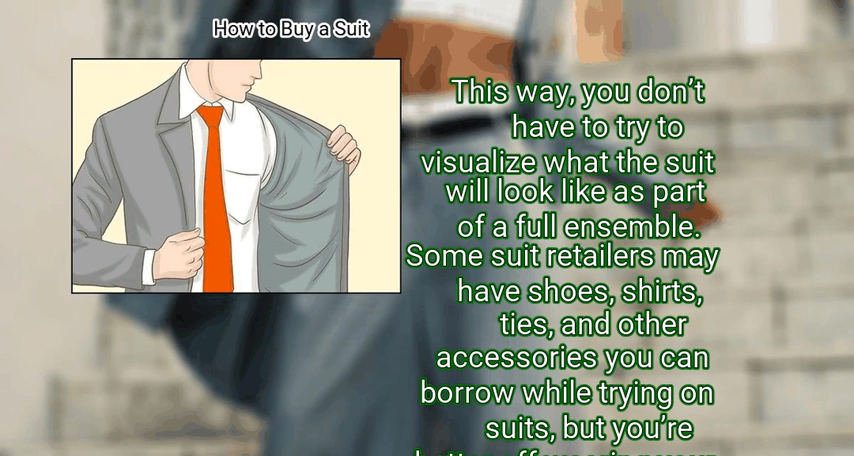 How to Buy a Suit
This way, you don't
have to try to
visualize what the suit
will look like as part
of a full ensemble.
Some suit retailers may
have shoes, shirts,
ties, and other
accessories you can
borrow while trying on
suits, but you're